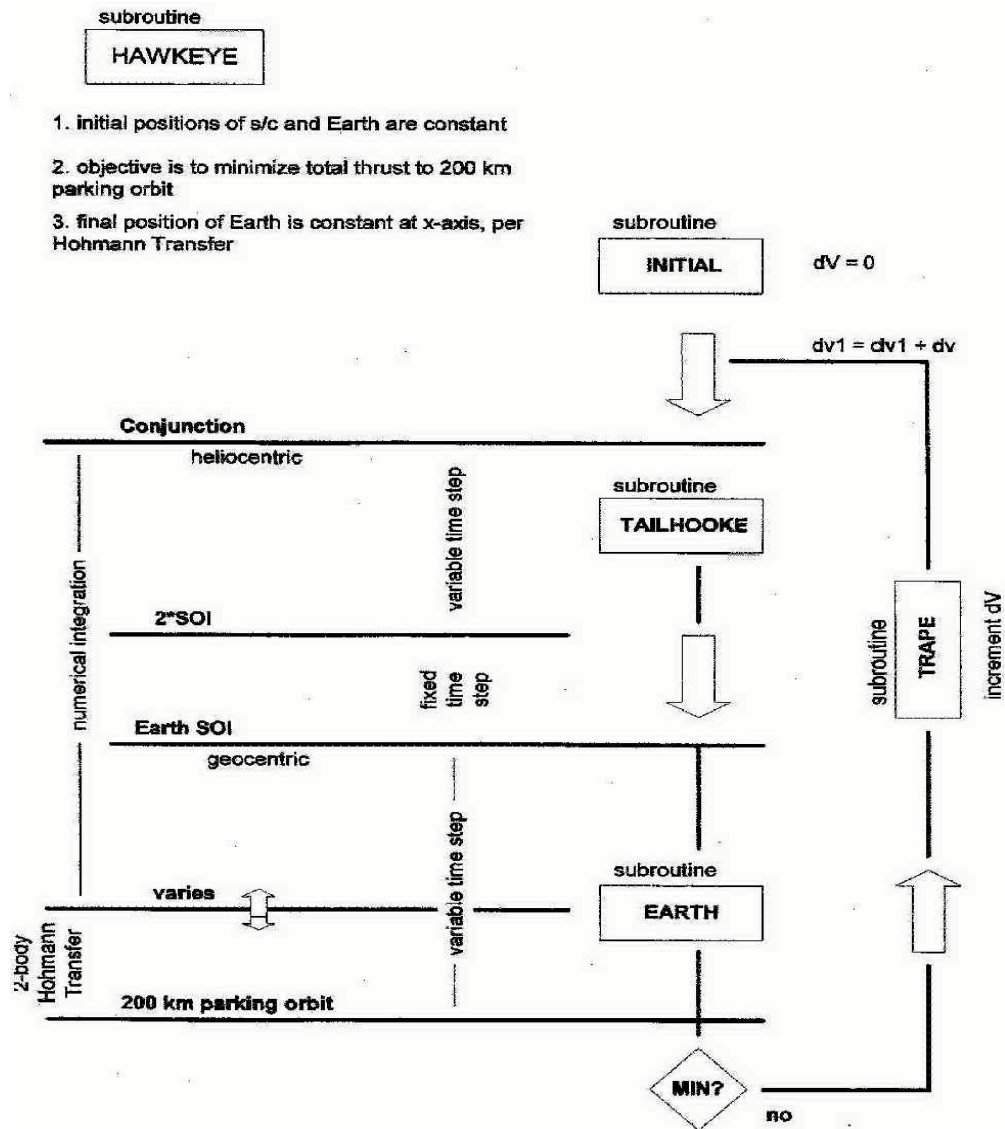 subroutine
HAWKEYE
1. initial positions of s/c and Earth are constant
2. objective is to minimize total thrust to 200 km
parking orbit
3. final position of Earth is constant at x-axis, per
Hohmann Transfer
subroutine
INITIAL
dV = 0
dv1 = dv1 + dv
Conjunction
heliocentric
variable time step
subroutine
TAILHOOKE
numerical integration
2*SOI
fixed
time
step
subroutine
TRAPE
increment dV
Earth SOI
geocentric
variable time step
subroutine
EARTH
varies
2-body
Hohmann
Transfer
200 km parking orbit
MIN?
no